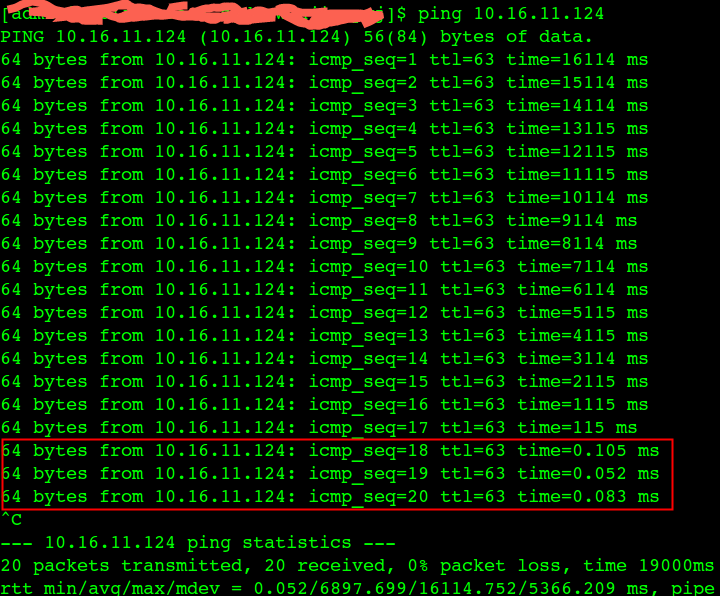 [adm ]$ ping 10.16.11.124
PING 10.16.11.124 (10.16.11.124) 56(84) bytes of data.
64 bytes from 10.16.11.124: icmp_seq=1 ttl=63 time=16114 ms
64 bytes from 10.16.11.124: icmp_seq=2 ttl=63 time=15114 ms
64 bytes from 10.16.11.124: icmp_seq=3 ttl=63 time=14114 ms
64 bytes from 10.16.11.124: icmp_seq=4 ttl=63 time=13115 ms
64 bytes from 10.16.11.124: icmp_seq=5 ttl=63 time=12115 ms
64 bytes from 10.16.11.124: icmp_seq=6 ttl=63 time=11115 ms
64 bytes from 10.16.11.124: icmp_seq=7 ttl=63 time=10114 ms
64 bytes from 10.16.11.124: icmp_seq=8 ttl=63 time=9114 ms
64 bytes from 10.16.11.124: icmp_seq=9 ttl=63 time=8114 ms
64 bytes from 10.16.11.124: icmp_seq=10 ttl=63 time=7114 ms
64 bytes from 10.16.11.124: icmp_seq=11 ttl=63 time=6114 ms
64 bytes from 10.16.11.124: icmp_seq=12 ttl=63 time=5115 ms
64 bytes from 10.16.11.124: icmp_seq=13 ttl=63 time=4115 ms
64 bytes from 10.16.11.124: icmp_seq=14 ttl=63 time=3114 ms
64 bytes from 10.16.11.124: icmp_seq=15 ttl=63 time=2115 ms
64 bytes from 10.16.11.124: icmp_seq=16 ttl=63 time=1115 ms
64 bytes from 10.16.11.124: icmp_seq=17 ttl=63 time=115 ms
64 bytes from 10.16.11.124: icmp_seq=18 ttl=63 time=0.105 ms
64 bytes from 10.16.11.124: icmp_seq=19 ttl=63 time=0.052 ms
64 bytes from 10.16.11.124: icmp_seq=20 ttl=63 time=0.083 ms
^C
--- 10.16.11.124 ping statistics ---
20 packets transmitted, 20 received, 0% packet loss, time 19000ms
rtt min/avg/max/mdev = 0.052/6897.699/16114.752/5366.209 ms, pipe